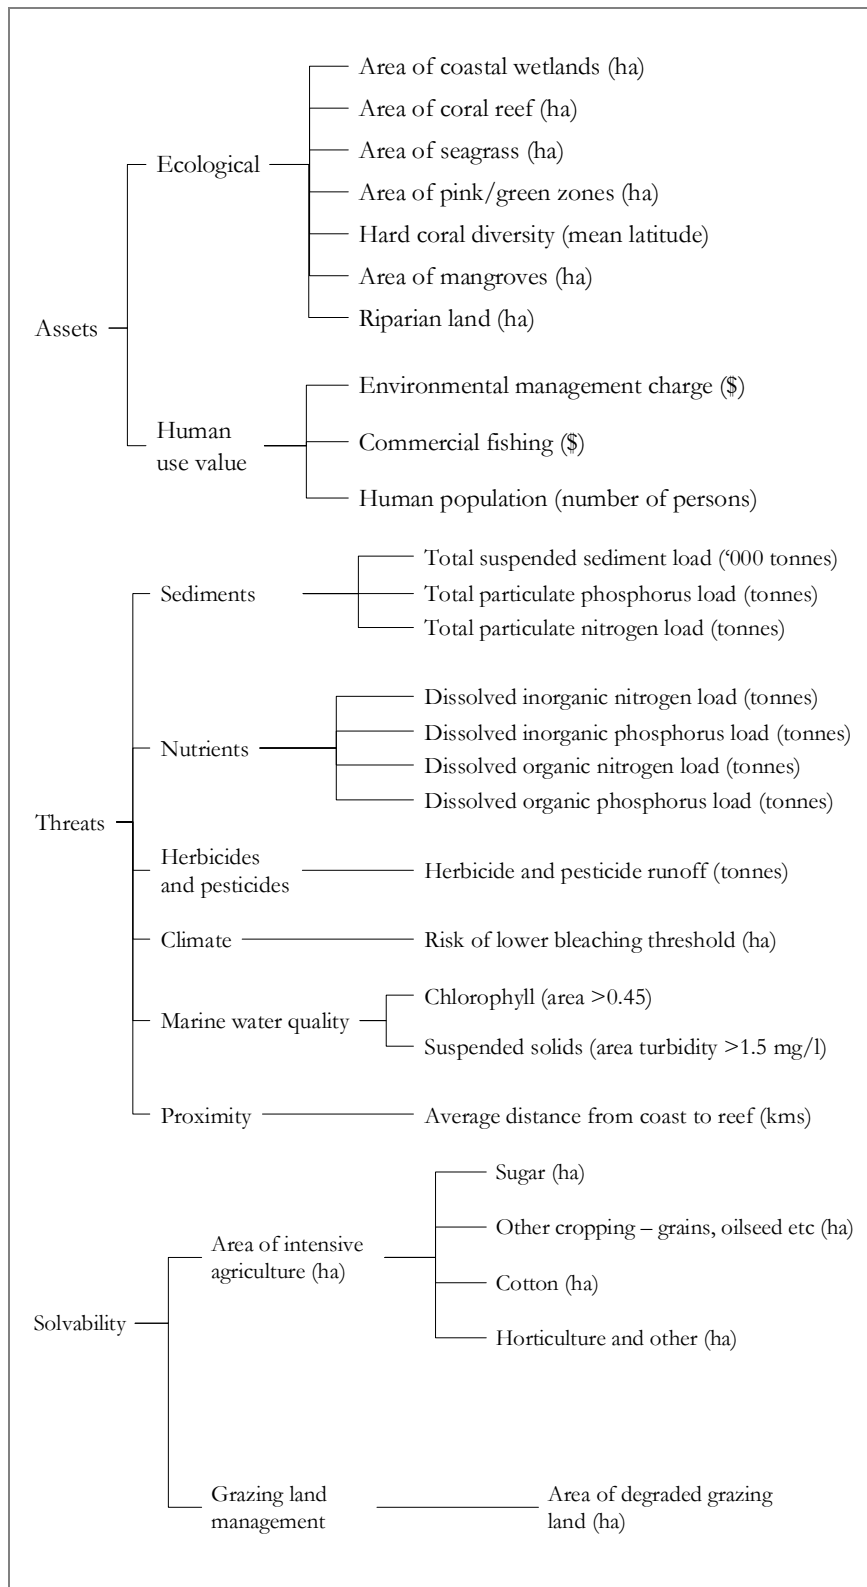 Area of coastal wetlands (ha)
Area of coral reef (ha)
Area of seagrass (ha)
Ecological
Area of pink/green zones (ha)
Hard coral diversity (mean latitude)
Area of mangroves (ha)
Riparian land (ha)
Assets
Environmental management charge ($)
Human
use value
Commercial fishing ($)
Human population (number of persons)
Total suspended sediment load (‘000 tonnes)
Sediments
Total particulate phosphorus load (tonnes)
Total particulate nitrogen load (tonnes)
Dissolved inorganic nitrogen load (tonnes)
Dissolved inorganic phosphorus load (tonnes)
Nutrients
Dissolved organic nitrogen load (tonnes)
Dissolved organic phosphorus load (tonnes)
Threats
Herbicides
and pesticides
Herbicide and pesticide runoff (tonnes)
Climate
Risk of lower bleaching threshold (ha)
Chlorophyll (area >0.45)
Marine water quality
Suspended solids (area turbidity >1.5 mg/l)
Proximity
Average distance from coast to reef (kms)
Sugar (ha)
Other cropping – grains, oilseed etc (ha)
Area of intensive
agriculture (ha)
Cotton (ha)
Solvability
Horticulture and other (ha)
Grazing land
management
Area of degraded grazing
land (ha)